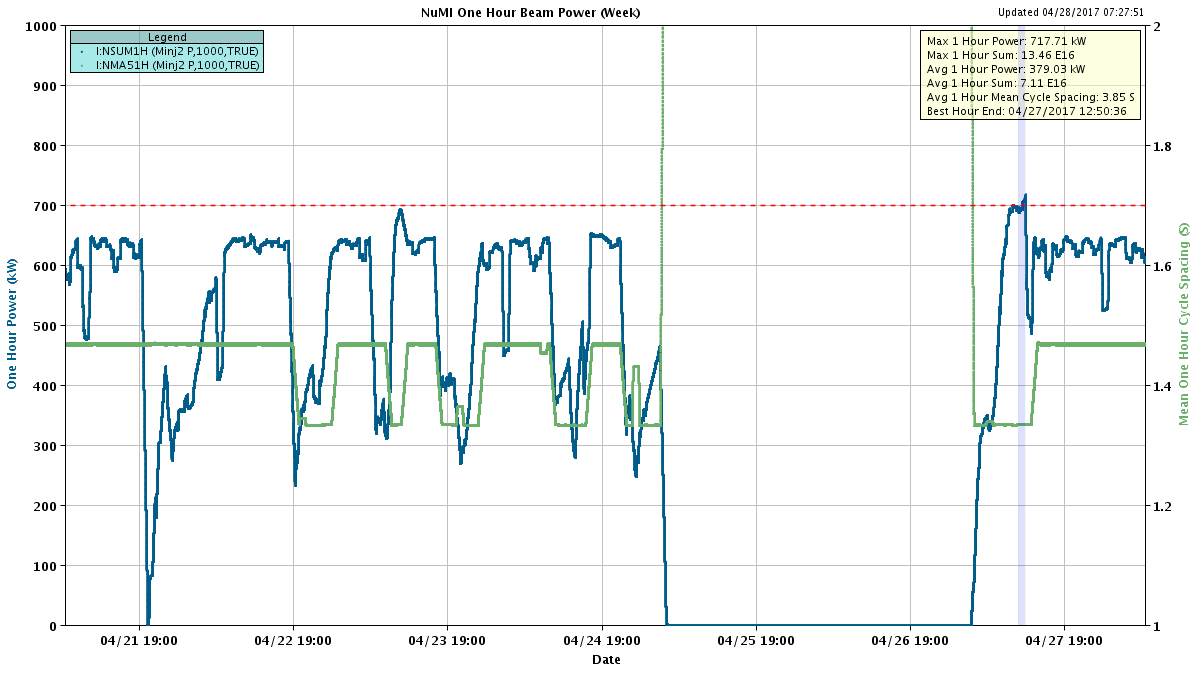 NuMI One Hour Beam Power (Week)
Updated 04/28/2017 07:27:51
Legend
I:NSUM1H (Minj2 P,1000,TRUE)
I:NMA51H (Minj2 P,1000,TRUE)
Max 1 Hour Power: 717.71 kW
Max 1 Hour Sum: 13.46 E16
Avg 1 Hour Power: 379.03 kW
Avg 1 Hour Sum: 7.11 E16
Avg 1 Hour Mean Cycle Spacing: 3.85 S
Best Hour End: 04/27/2017 12:50:36
One Hour Power (kW)
1000
900
800
700
600
500
400
300
200
100
0
2
1.8
1.6
1.4
1.2
1
Mean One Hour Cycle Spacing (S)
04/21 19:00
04/22 19:00
04/23 19:00
04/24 19:00
04/25 19:00
04/26 19:00
04/27 19:00
Date